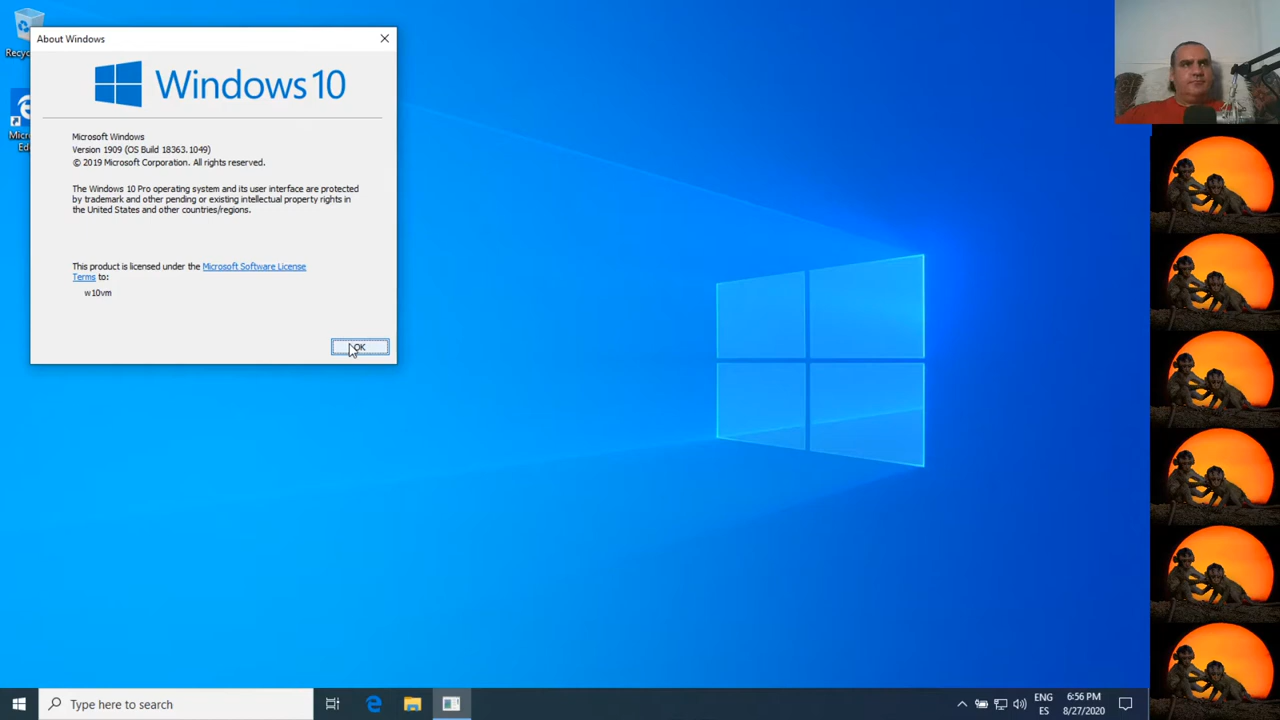 Recyc
Micro
Ed
About Windows
Windows 10
Microsoft Windows
Version 1909 (OS Build 18363.1049)
© 2019 Microsoft Corporation. All rights reserved.
The Windows 10 Pro operating system and its user interface are protected
by trademark and other pending or existing intellectual property rights in
the United States and other countries/regions.
This product is licensed under the Microsoft Software License
Terms to:
w10vm
OK
Type here to search
ENG
ES
6:56 PM
8/27/2020